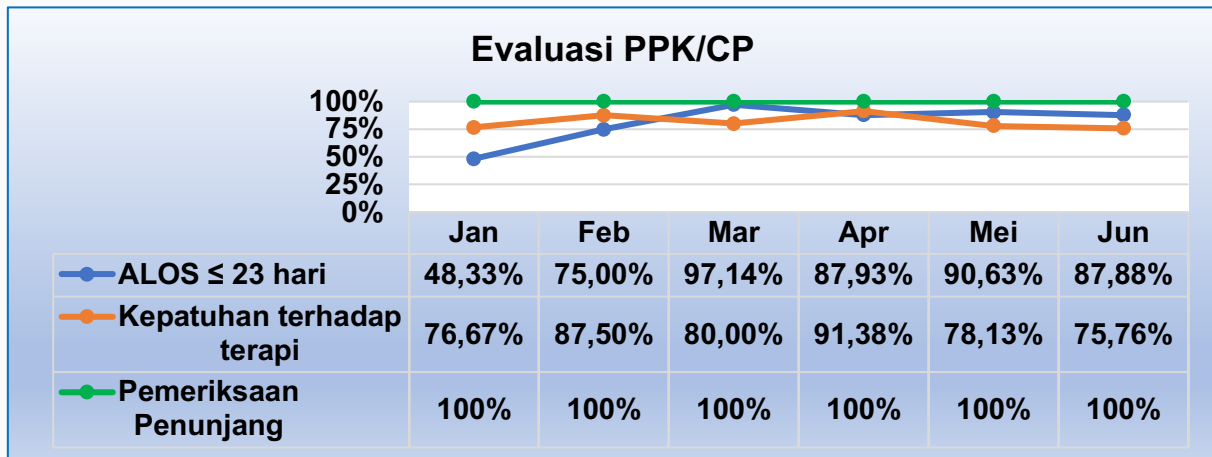 Evaluasi PPK/CP
100%
75%
50%
25%
0%
Jan Feb Mar Apr Mei Jun
ALOS ≤ 23 hari 48,33% 75,00% 97,14% 87,93% 90,63% 87,88%
Kepatuhan terhadap
terapi 76,67% 87,50% 80,00% 91,38% 78,13% 75,76%
Pemeriksaan
Penunjang 100% 100% 100% 100% 100% 100%